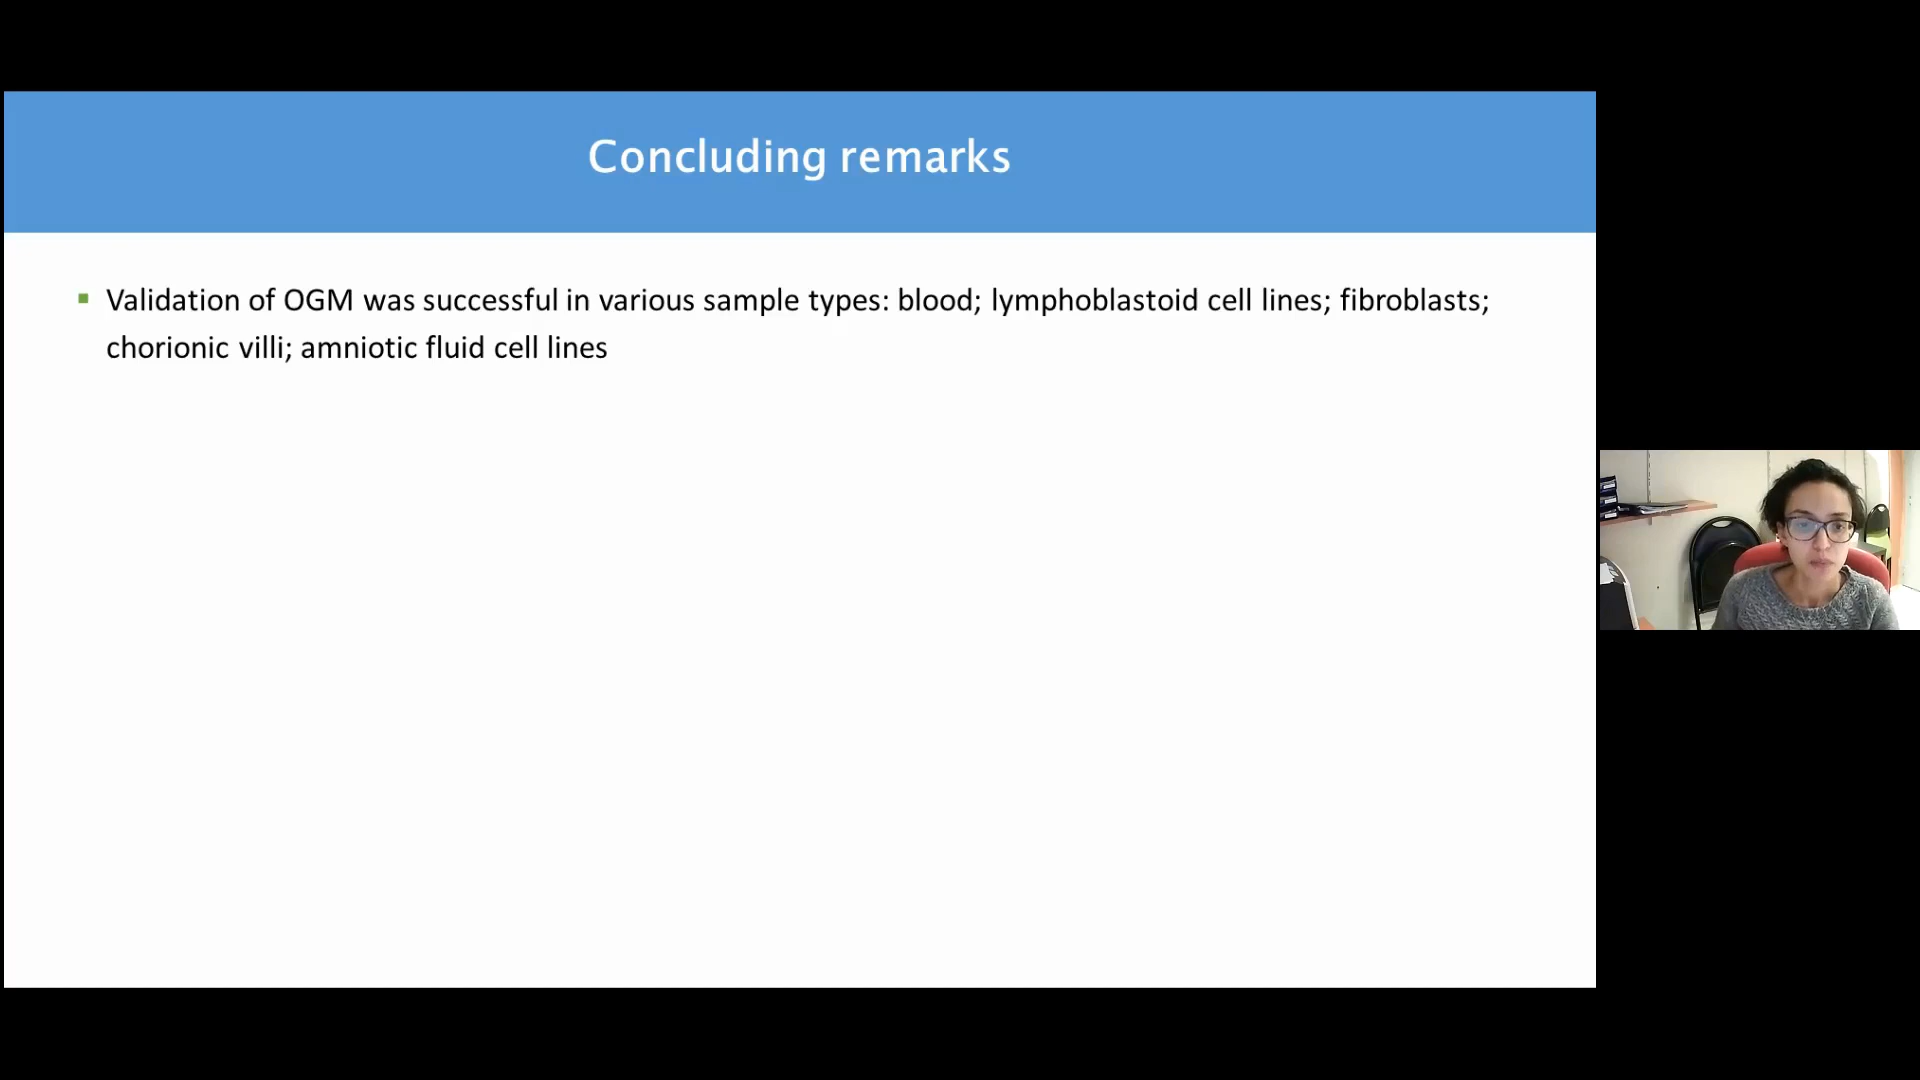 Concluding remarks
Validation of OGM was successful in various sample types: blood; lymphoblastoid cell lines; fibroblasts;
chorionic villi; amniotic fluid cell lines